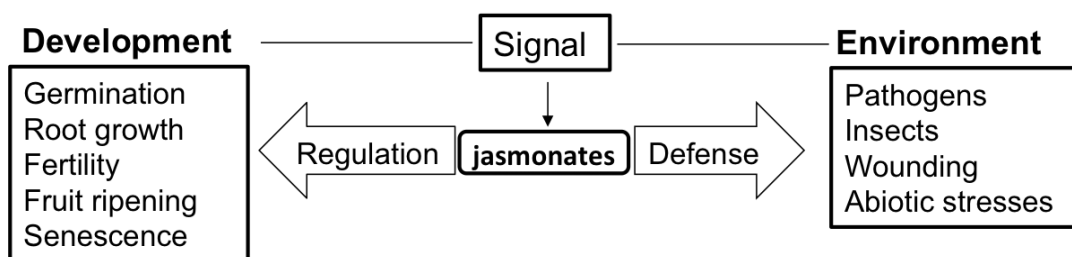 Development
Signal
Environment
Germination
Root growth
Fertility
Fruit ripening
Senescence
Regulation
jasmonates
Defense
Pathogens
Insects
Wounding
Abiotic stresses